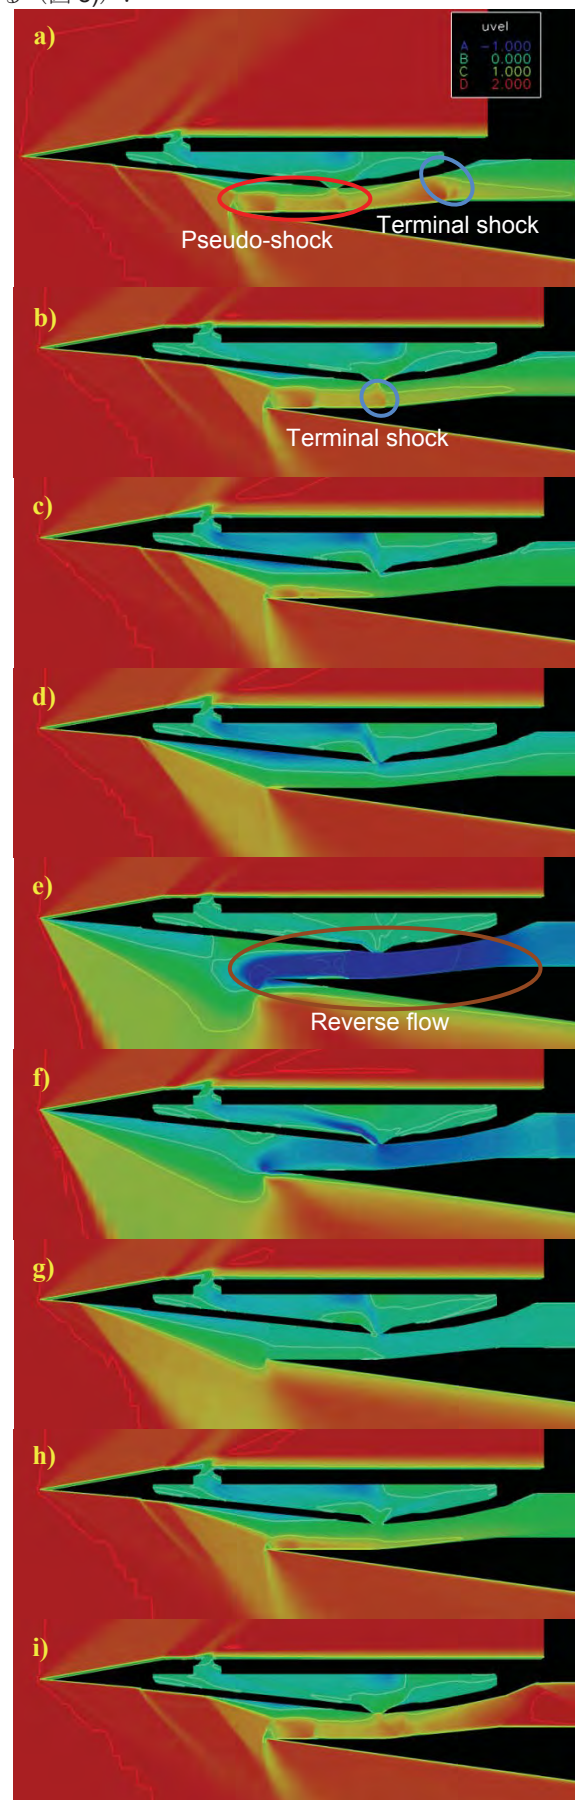 a)
uvel
A -1.000
B 0.000
C 1.000
D 2.000
Pseudo-shock
Terminal shock
b)
Terminal shock
c)
d)
e)
Reverse flow
f)
g)
h)
i)